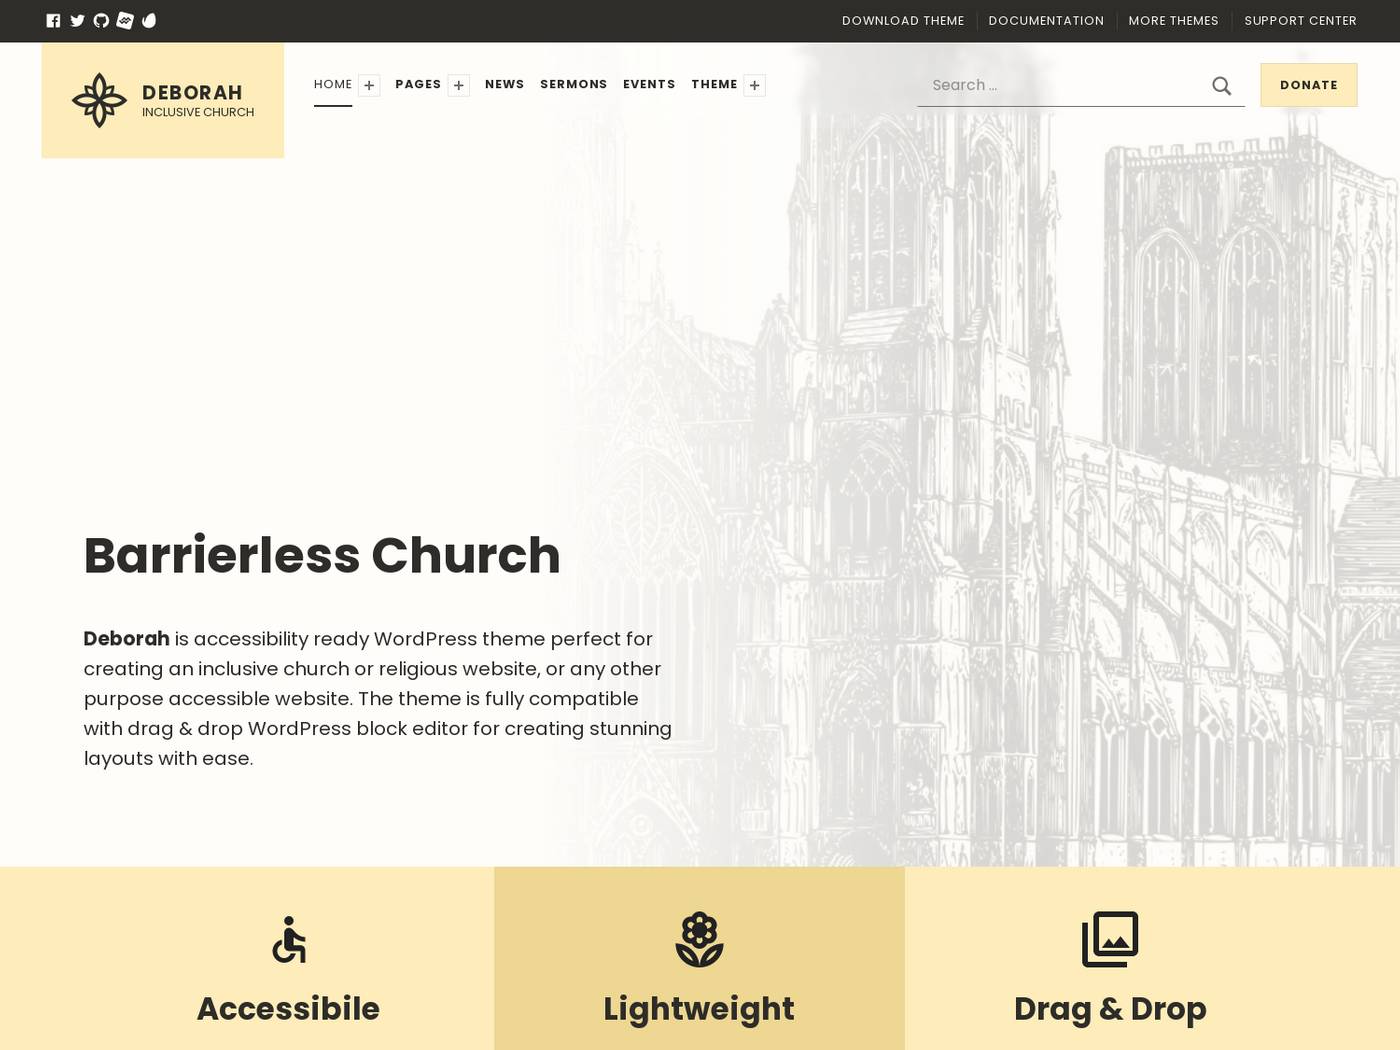 DOWNLOAD THEME
DOCUMENTATION
MORE THEMES
SUPPORT CENTER
DEBORAH
INCLUSIVE CHURCH
HOME
PAGES
NEWS
SERMONS
EVENTS
THEME
Search ...
DONATE
Barrierless Church
Deborah is accessibility ready WordPress theme perfect for
creating an inclusive church or religious website, or any other
purpose accessible website. The theme is fully compatible
with drag & drop WordPress block editor for creating stunning
layouts with ease.
Accessibile
Lightweight
Drag & Drop